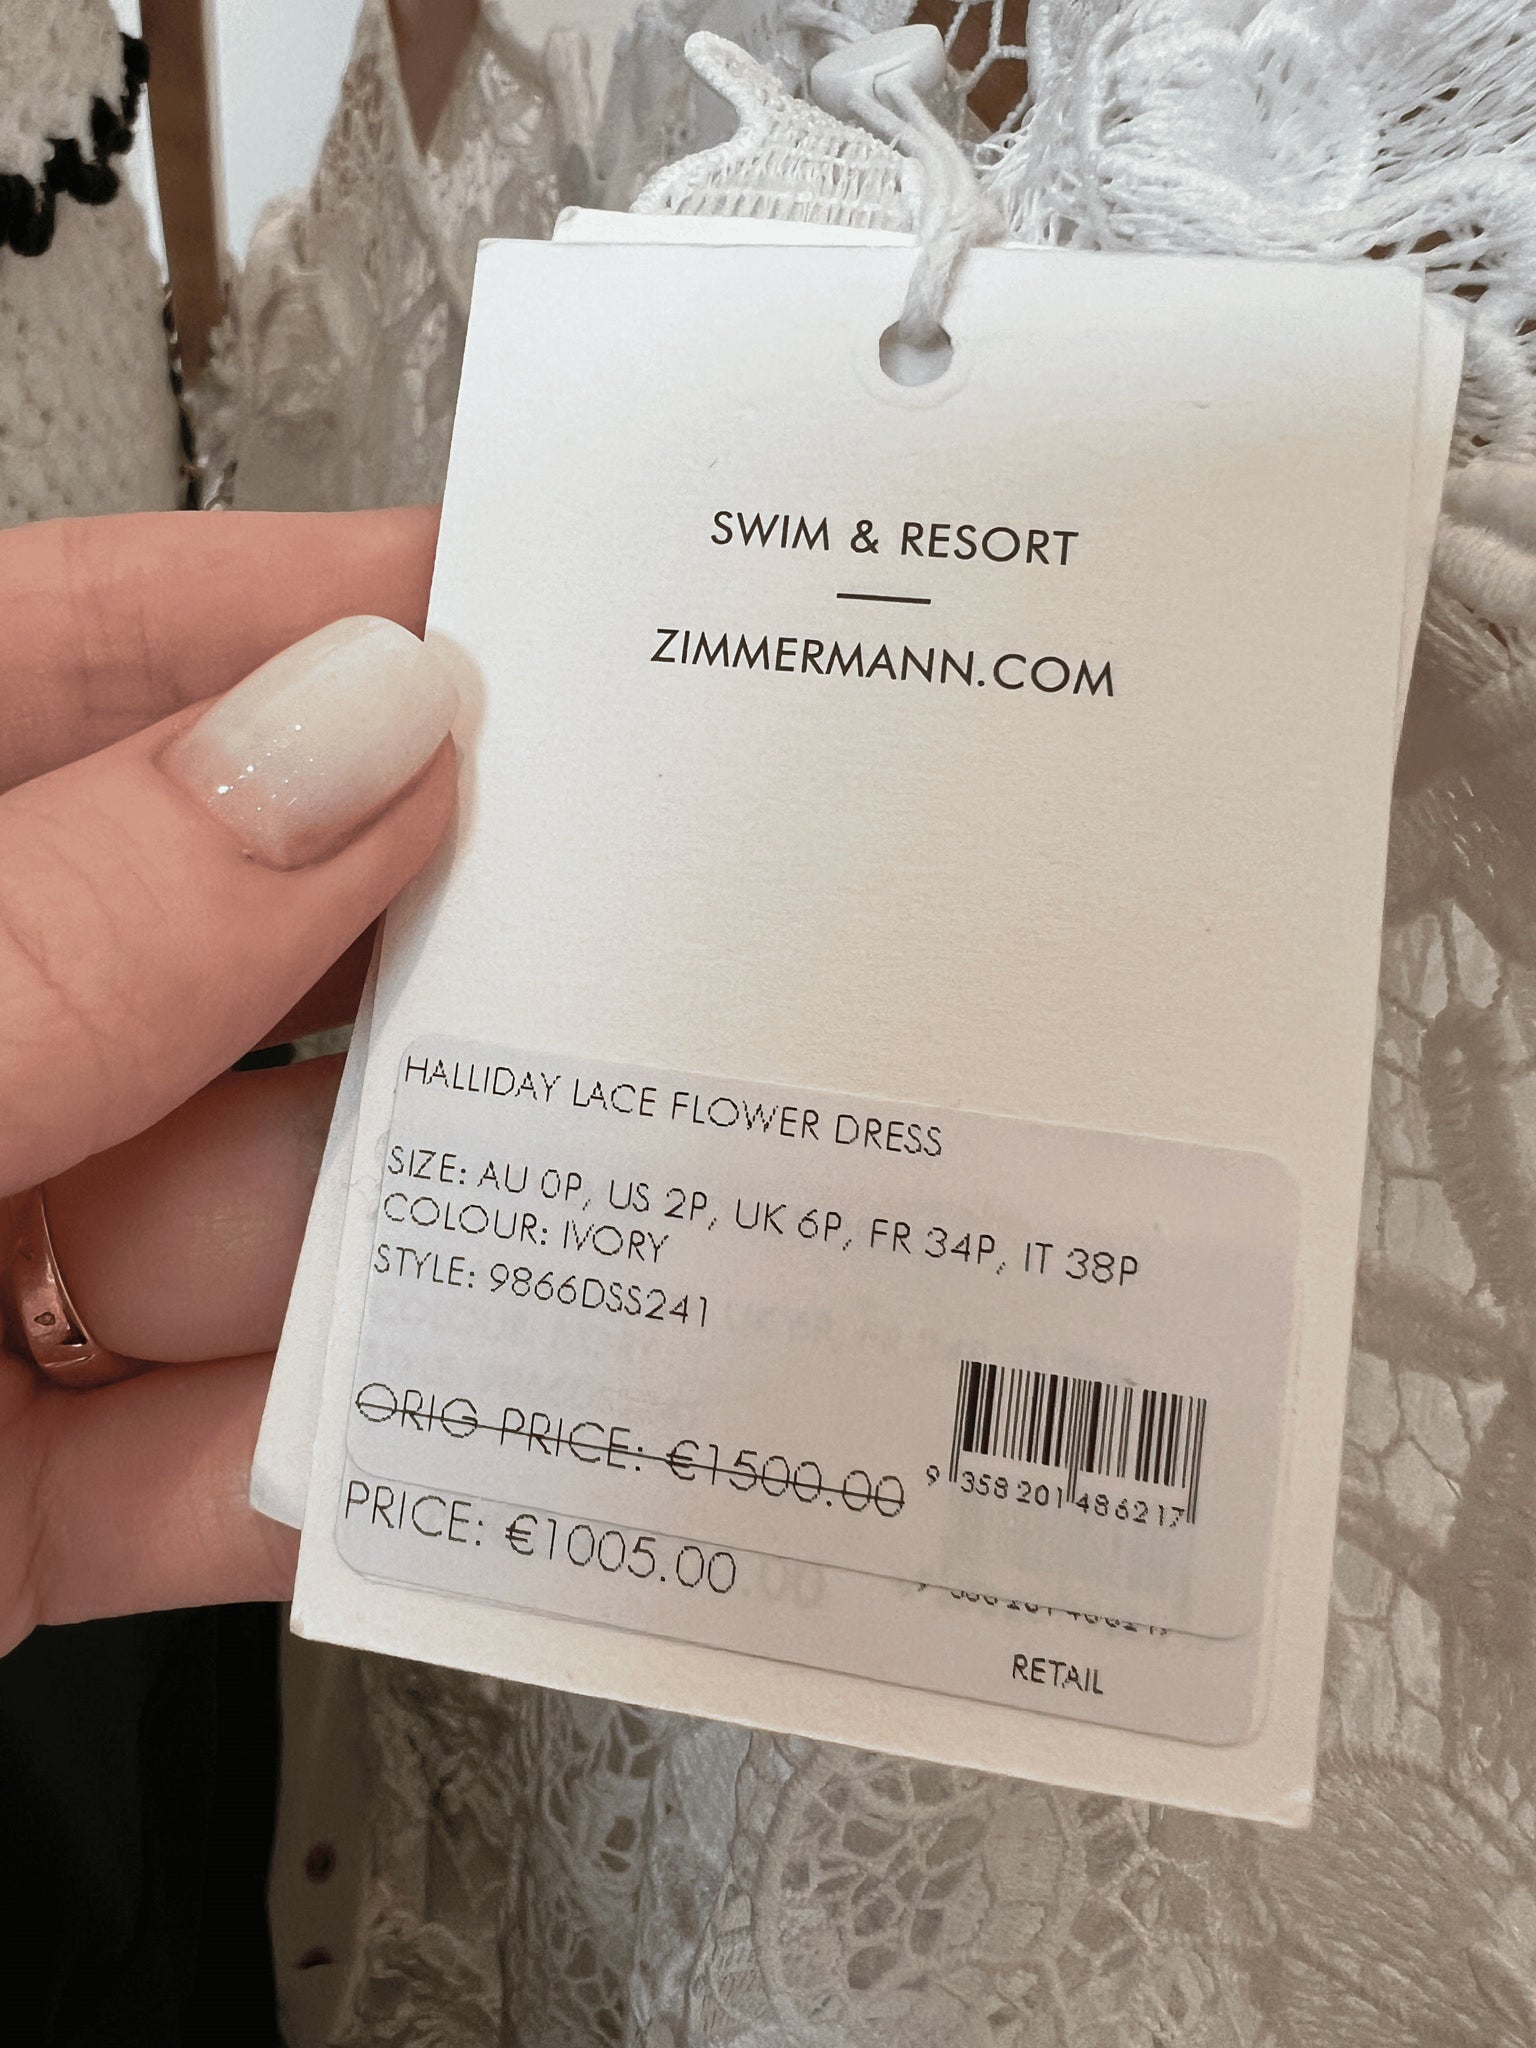 SWIM & RESORT
ZIMMERMANN.COM
HALLIDAY LACE FLOWER DRESS
SIZE: AU 0P, US 2P, UK 6P, FR 34P, IT 38P
COLOUR: IVORY
STYLE: 9866DSS241
ORIG PRICE: €1500.00
9 358201 486217
PRICE: €1005.00
RETAIL